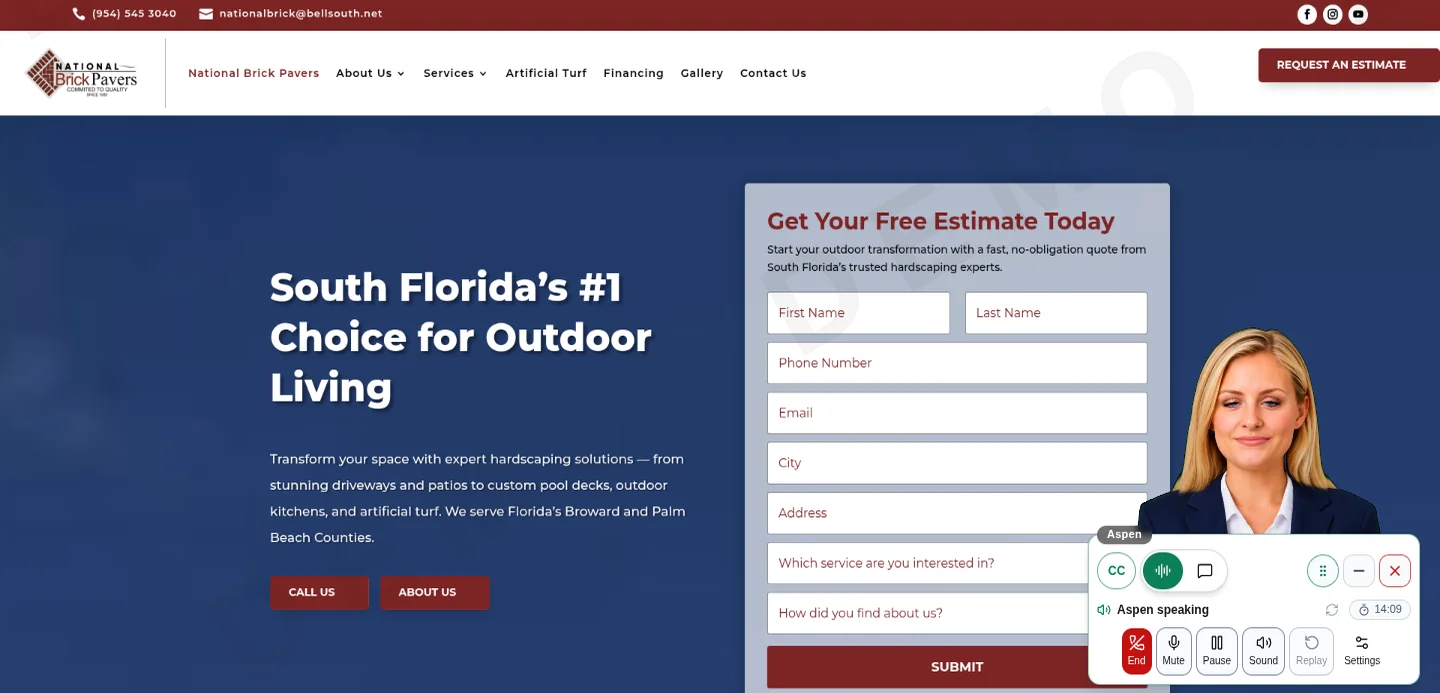 (954) 545 3040
nationalbrick@bellsouth.net
NATIONAL
Brick Pavers
COMMITED TO QUALITY
National Brick Pavers
About Us
Services
Artificial Turf
Financing
Gallery
Contact Us
REQUEST AN ESTIMATE
DEMO
South Florida’s #1
Choice for Outdoor
Living
Transform your space with expert hardscaping solutions — from
stunning driveways and patios to custom pool decks, outdoor
kitchens, and artificial turf. We serve Florida’s Broward and Palm
Beach Counties.
CALL US
ABOUT US
Get Your Free Estimate Today
Start your outdoor transformation with a fast, no-obligation quote from
South Florida’s trusted hardscaping experts.
First Name
Last Name
Phone Number
Email
City
Address
Which service are you interested in?
How did you find about us?
SUBMIT
Aspen
CC
Aspen speaking
14:09
End
Mute
Pause
Sound
Replay
Settings